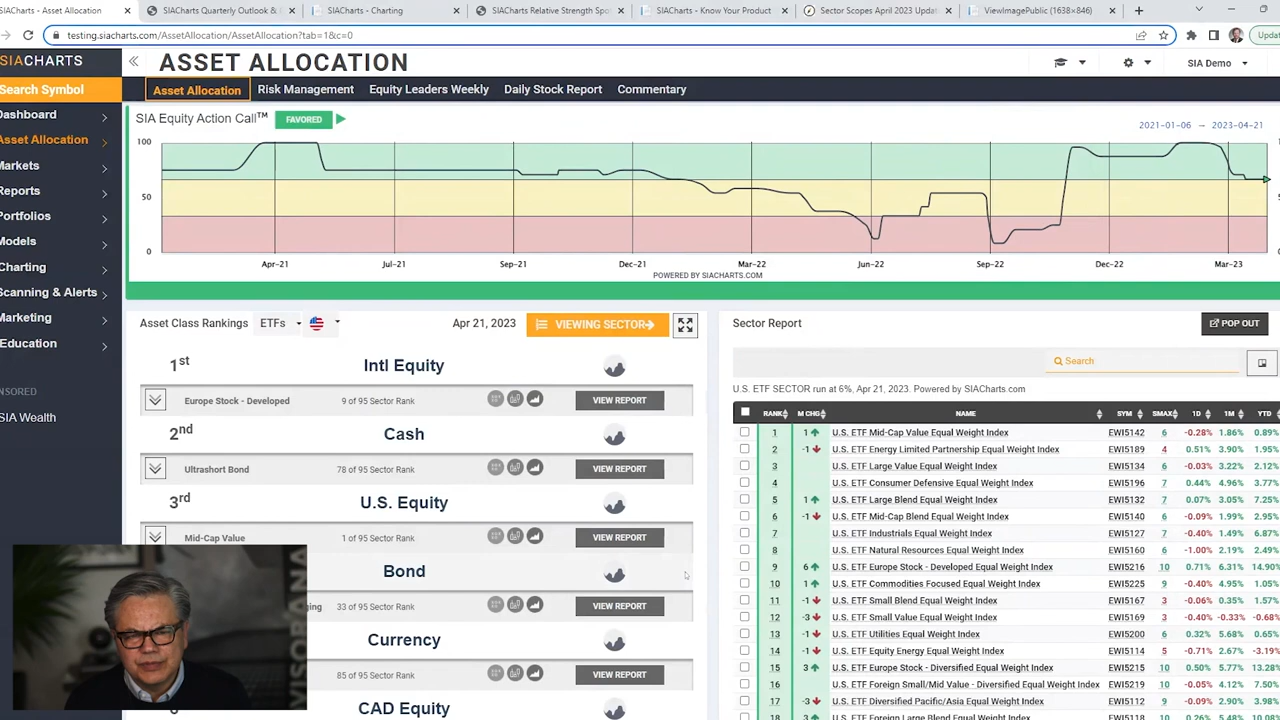 SIACharts - Asset Allocation
SIACharts Quarterly Outlook & E
SIACharts - Charting
SIACharts Relative Strength Spo
SIACharts - Know Your Product
Sector Scopes April 2023 Updat
ViewImagePublic (1638×396)
testing.siacharts.com/AssetAllocation/AssetAllocation?tab=1&c=0
Updat
SIACHARTS
ASSET ALLOCATION
SIA Demo
Search Symbol
Asset Allocation
Risk Management
Equity Leaders Weekly
Daily Stock Report
Commentary
Dashboard
Asset Allocation
Markets
Reports
Portfolios
Models
Charting
Scanning & Alerts
Marketing
Education
SIA Wealth
SIA Equity Action Call™
FAVORED
2021-01-06 → 2023-04-21
100
50
0
Apr-21
Jul-21
Sep-21
Dec-21
Mar-22
Jun-22
Sep-22
Dec-22
Mar-23
POWERED BY SIACHARTS.COM
Asset Class Rankings
ETFs
Apr 21, 2023
VIEWING SECTOR
1st
Intl Equity
Europe Stock - Developed
9 of 95 Sector Rank
VIEW REPORT
2nd
Cash
Ultrashort Bond
78 of 95 Sector Rank
VIEW REPORT
3rd
U.S. Equity
Mid-Cap Value
1 of 95 Sector Rank
VIEW REPORT
Bond
33 of 95 Sector Rank
VIEW REPORT
Currency
85 of 95 Sector Rank
VIEW REPORT
CAD Equity
VISORANA
Sector Report
POP OUT
Search
U.S. ETF SECTOR run at 6%, Apr 21, 2023. Powered by SIACharts.com
RANK M CHG NAME SYM SMAX 1D 1M YTD
1 1 U.S. ETF Mid-Cap Value Equal Weight Index EWI5142 6 -0.28% 1.86% 0.89%
2 -1 U.S. ETF Energy Limited Partnership Equal Weight Index EWI5189 4 0.51% 3.90% 1.95%
3 U.S. ETF Large Value Equal Weight Index EWI5134 6 -0.03% 3.22% 2.12%
4 U.S. ETF Consumer Defensive Equal Weight Index EWI5196 7 0.44% 4.96% 3.77%
5 1 U.S. ETF Large Blend Equal Weight Index EWI5132 7 0.07% 3.05% 7.25%
6 -1 U.S. ETF Mid-Cap Blend Equal Weight Index EWI5140 6 -0.09% 1.99% 2.95%
7 U.S. ETF Industrials Equal Weight Index EWI5127 7 -0.40% 1.49% 6.87%
8 U.S. ETF Natural Resources Equal Weight Index EWI5160 6 -1.00% 2.19% 2.49%
9 6 U.S. ETF Europe Stock - Developed Equal Weight Index EWI5216 10 0.71% 6.31% 14.90%
10 1 U.S. ETF Commodities Focused Equal Weight Index EWI5225 9 -0.40% 4.95% 1.05%
11 -1 U.S. ETF Small Blend Equal Weight Index EWI5167 3 -0.06% 0.35% 1.57%
12 -3 U.S. ETF Small Value Equal Weight Index EWI5169 3 -0.40% -0.33% -0.68%
13 -1 U.S. ETF Utilities Equal Weight Index EWI5200 6 0.32% 5.68% 0.65%
14 -1 U.S. ETF Equity Energy Equal Weight Index EWI5114 5 -0.71% 2.67% -3.19%
15 3 U.S. ETF Europe Stock - Diversified Equal Weight Index EWI5215 10 0.50% 5.77% 13.28%
16 U.S. ETF Foreign Small/Mid Value - Diversified Equal Weight Index EWI5219 10 -0.05% 4.12% 7.50%
17 -3 U.S. ETF Diversified Pacific/Asia Equal Weight Index EWI5112 9 -0.09% 2.90% 3.98%